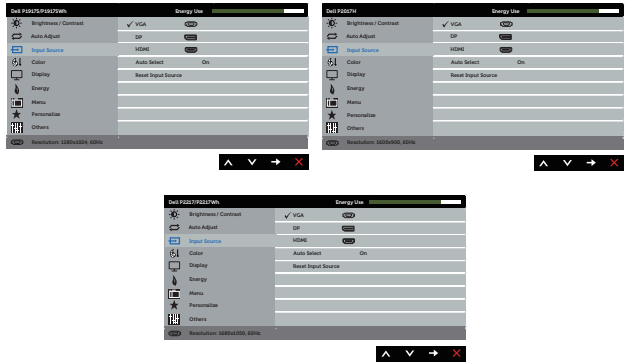 Dell P1917S/P1917SWh Energy Use
Brightness / Contrast VGA
Auto Adjust DP
Input Source HDMI
Color Auto Select On
Display Reset Input Source
Energy
Menu
Personalize
Others
Resolution: 1280x1024, 60Hz
Dell P2017H Energy Use
Brightness / Contrast VGA
Auto Adjust DP
Input Source HDMI
Color Auto Select On
Display Reset Input Source
Energy
Menu
Personalize
Others
Resolution: 1600x900, 60Hz
Dell P2217/P2217Wh Energy Use
Brightness / Contrast VGA
Auto Adjust DP
Input Source HDMI
Color Auto Select On
Display Reset Input Source
Energy
Menu
Personalize
Others
Resolution: 1680x1050, 60Hz